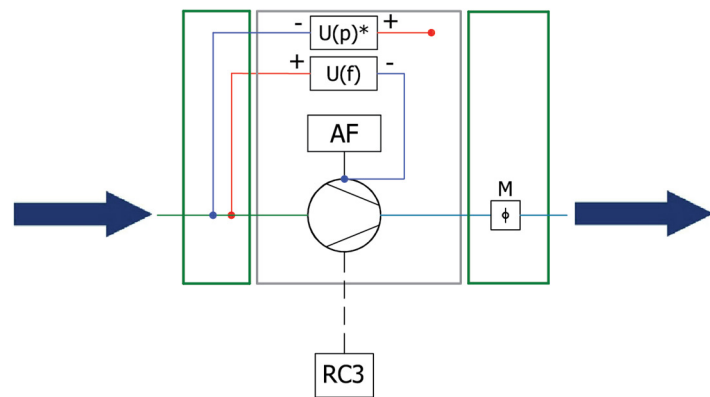 - U(p)* +
+ U(f) -
AF
M
ϕ
RC3